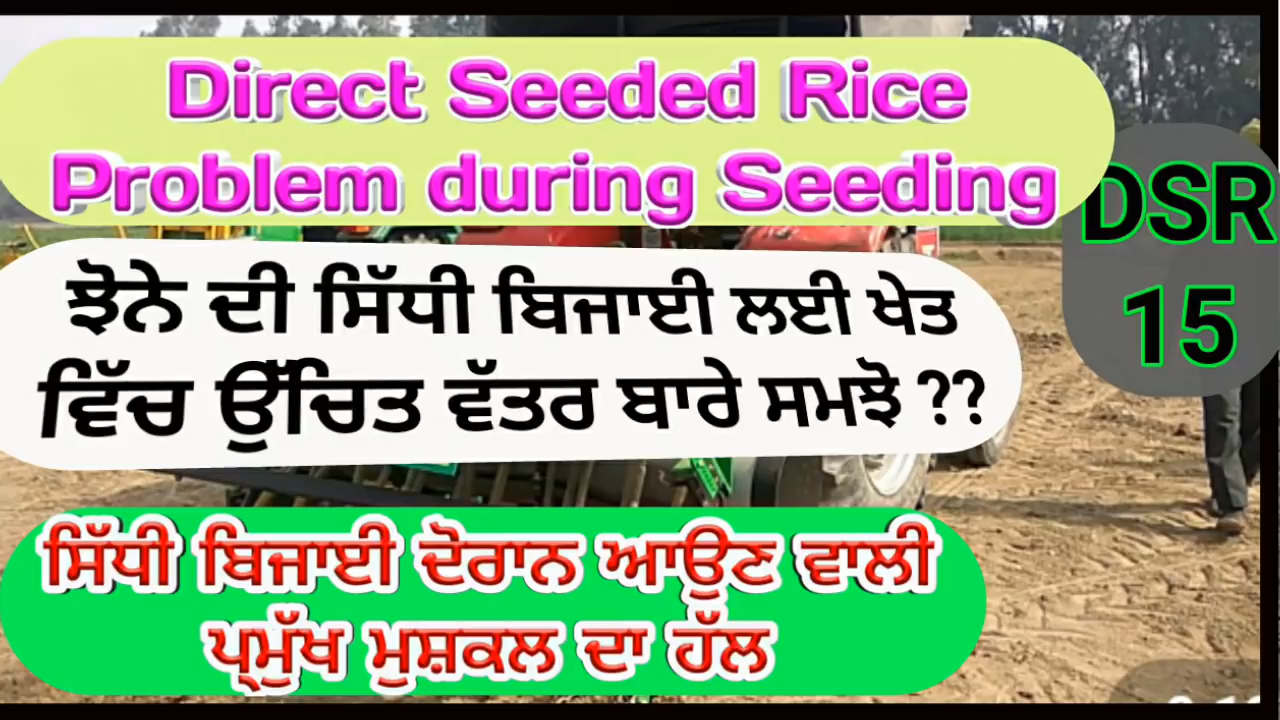 Direct Seeded Rice
Problem during Seeding
DSR
15
ਝੋਨੇ ਦੀ ਸਿੱਧੀ ਬਿਜਾਈ ਲਈ ਖੇਤ
ਵਿੱਚ ਉੱਚਿਤ ਵੱਤਰ ਬਾਰੇ ਸਮਝੋ ??
ਸਿੱਧੀ ਬਿਜਾਈ ਦੋਰਾਨ ਆਉਣ ਵਾਲੀ
ਪ੍ਰਮੁੱਖ ਮੁਸ਼ਕਲ ਦਾ ਹੱਲ